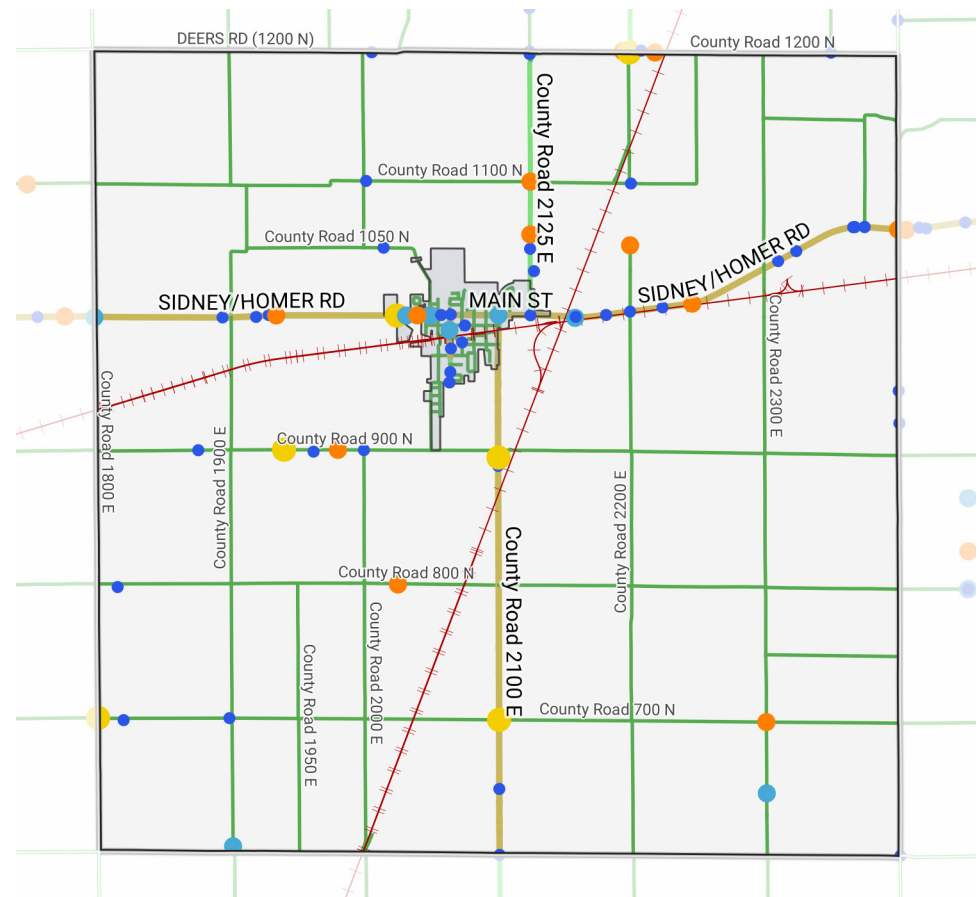 DEERS RD (1200 N)
County Road 1200 N
County Road 2125 E
County Road 1100 N
County Road 1050 N
SIDNEY/HOMER RD
MAIN ST
SIDNEY/HOMER RD
County Road 2300 E
County Road 1800 E
County Road 900 N
County Road 1900 E
County Road 2200 E
County Road 2100 E
County Road 800 N
County Road 2000 E
County Road 1950 E
County Road 700 N